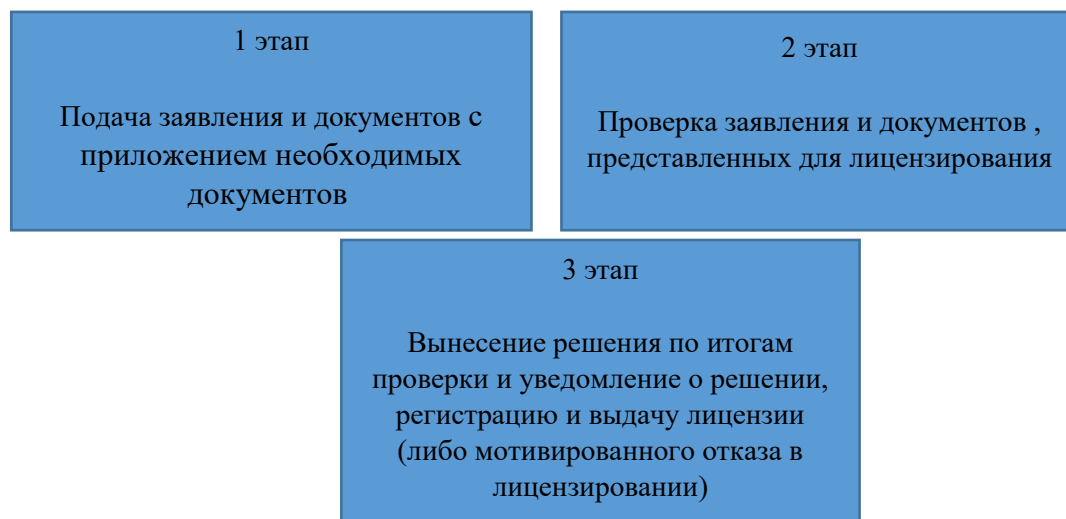 1 этап
Подача заявления и документов с
приложением необходимых
документов
2 этап
Проверка заявления и документов ,
представленных для лицензирования
3 этап
Вынесение решения по итогам
проверки и уведомление о решении,
регистрацию и выдачу лицензии
(либо мотивированного отказа в
лицензировании)